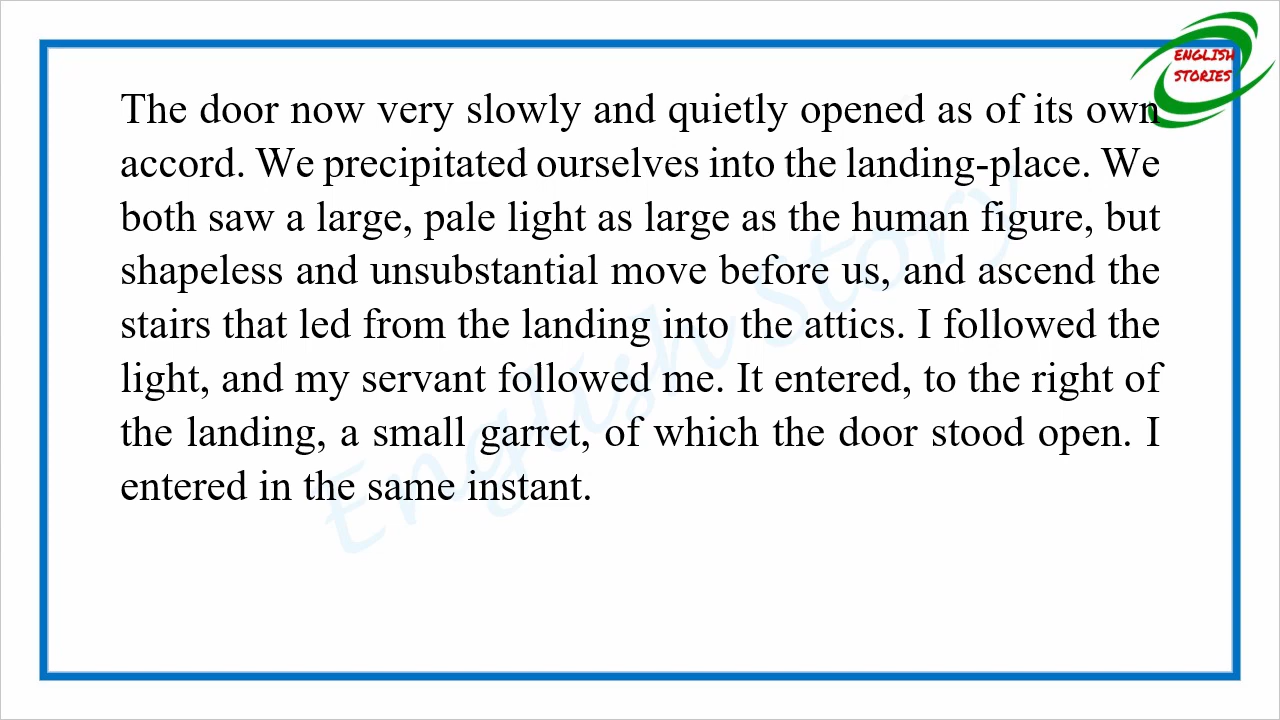 ENGLISH
STORIES
The door now very slowly and quietly opened as of its own
accord. We precipitated ourselves into the landing-place. We
both saw a large, pale light as large as the human figure, but
shapeless and unsubstantial move before us, and ascend the
stairs that led from the landing into the attics. I followed the
light, and my servant followed me. It entered, to the right of
the landing, a small garret, of which the door stood open. I
entered in the same instant.
English Story